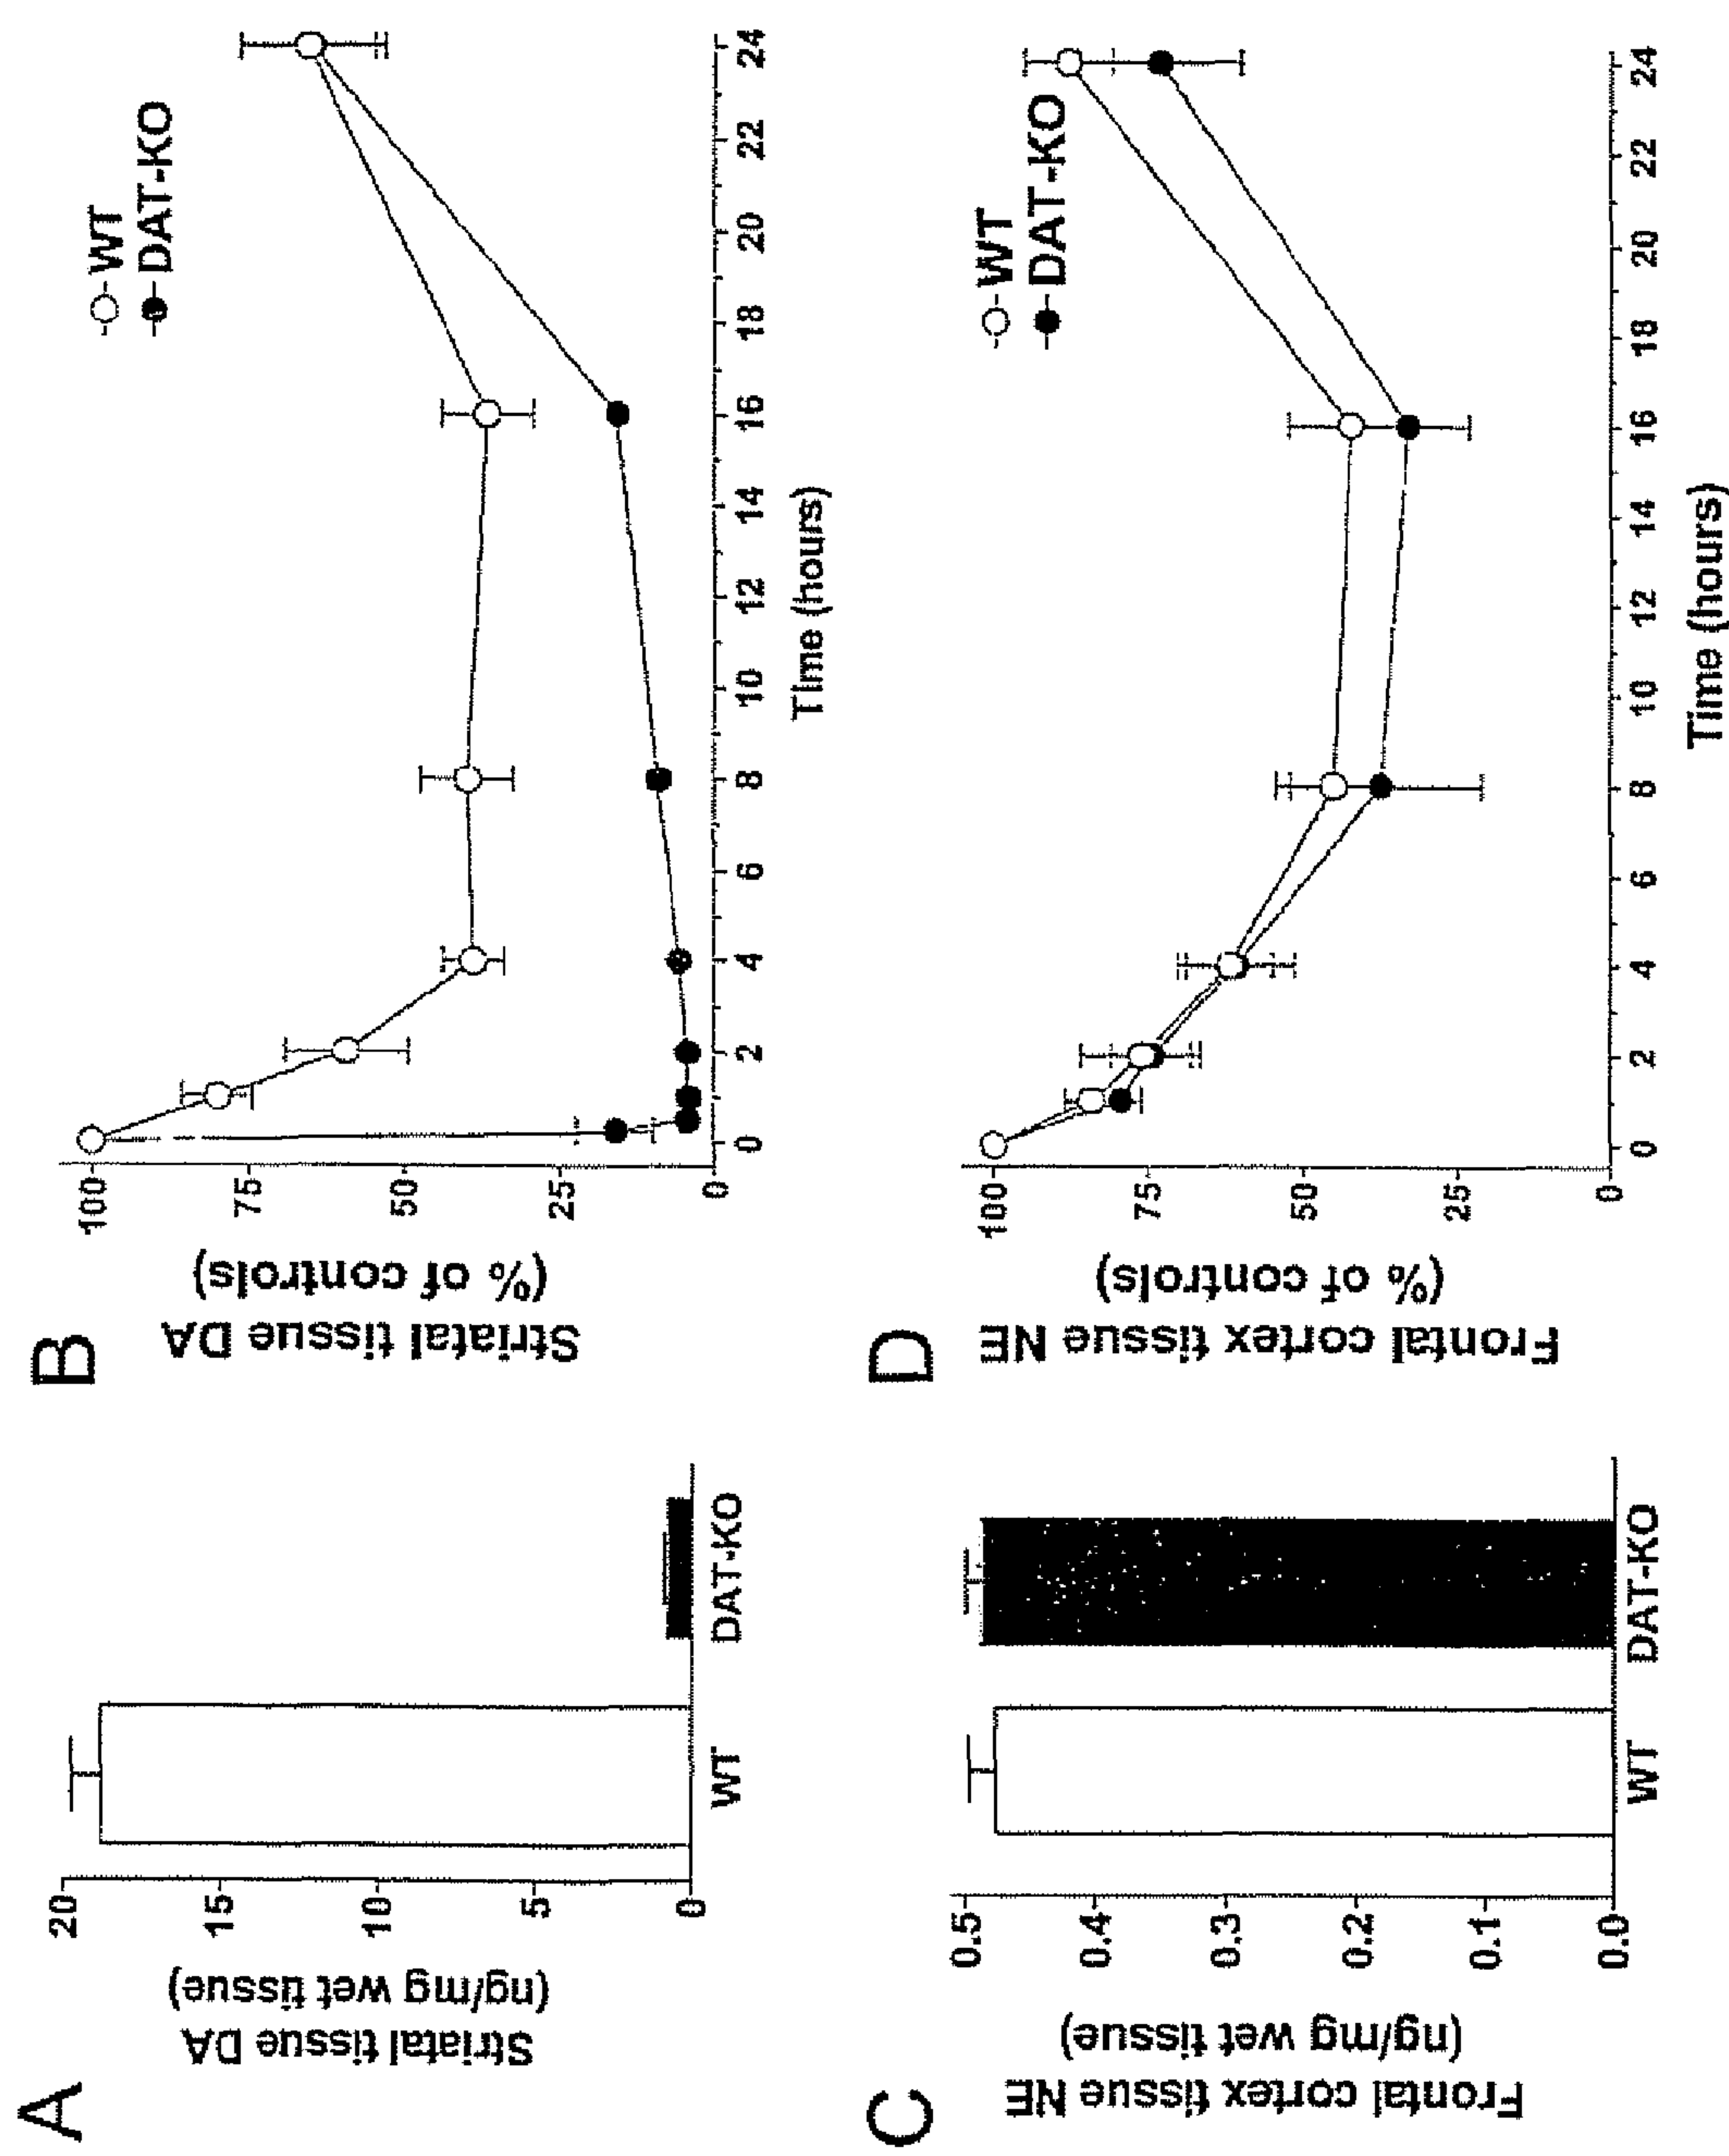 A
Striatal tissue DA
(ng/mg wet tissue)
20
15
10
5
0
WT
DAT-KO
B
Striatal tissue DA
(% of controls)
100
75
50
25
0
WT
DAT-KO
0 2 4 6 8 10 12 14 16 18 20 22 24
Time (hours)
C
Frontal cortex tissue NE
(ng/mg wet tissue)
0.5
0.4
0.3
0.2
0.1
0.0
WT
DAT-KO
D
Frontal cortex tissue NE
(% of controls)
100
75
50
25
0
WT
DAT-KO
0 2 4 6 8 10 12 14 16 18 20 22 24
Time (hours)